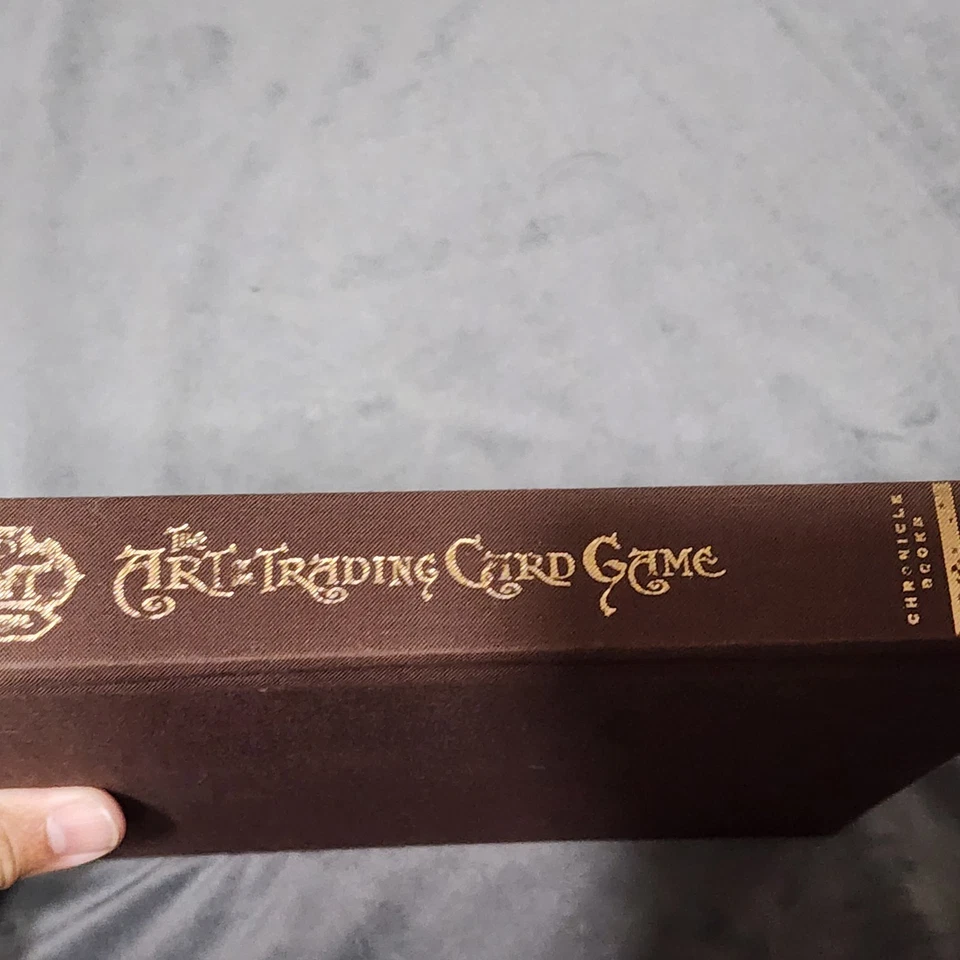 The
ART of TRADING CARD GAME
CHRONICLE
BOOKS